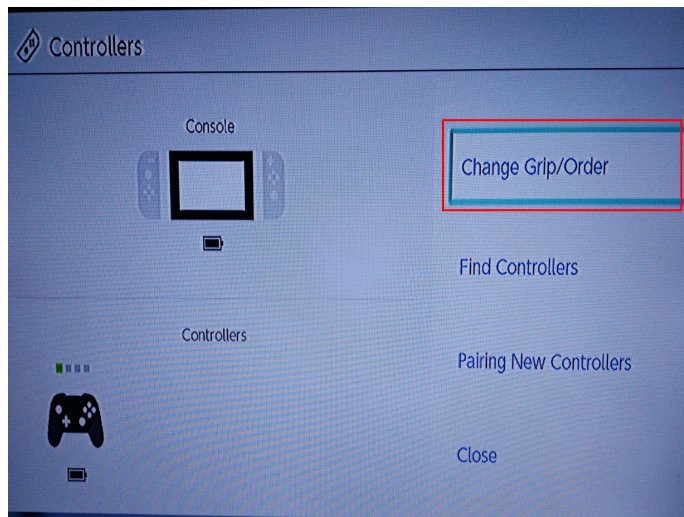 Controllers
Console
Change Grip/Order
Find Controllers
Controllers
Pairing New Controllers
Close